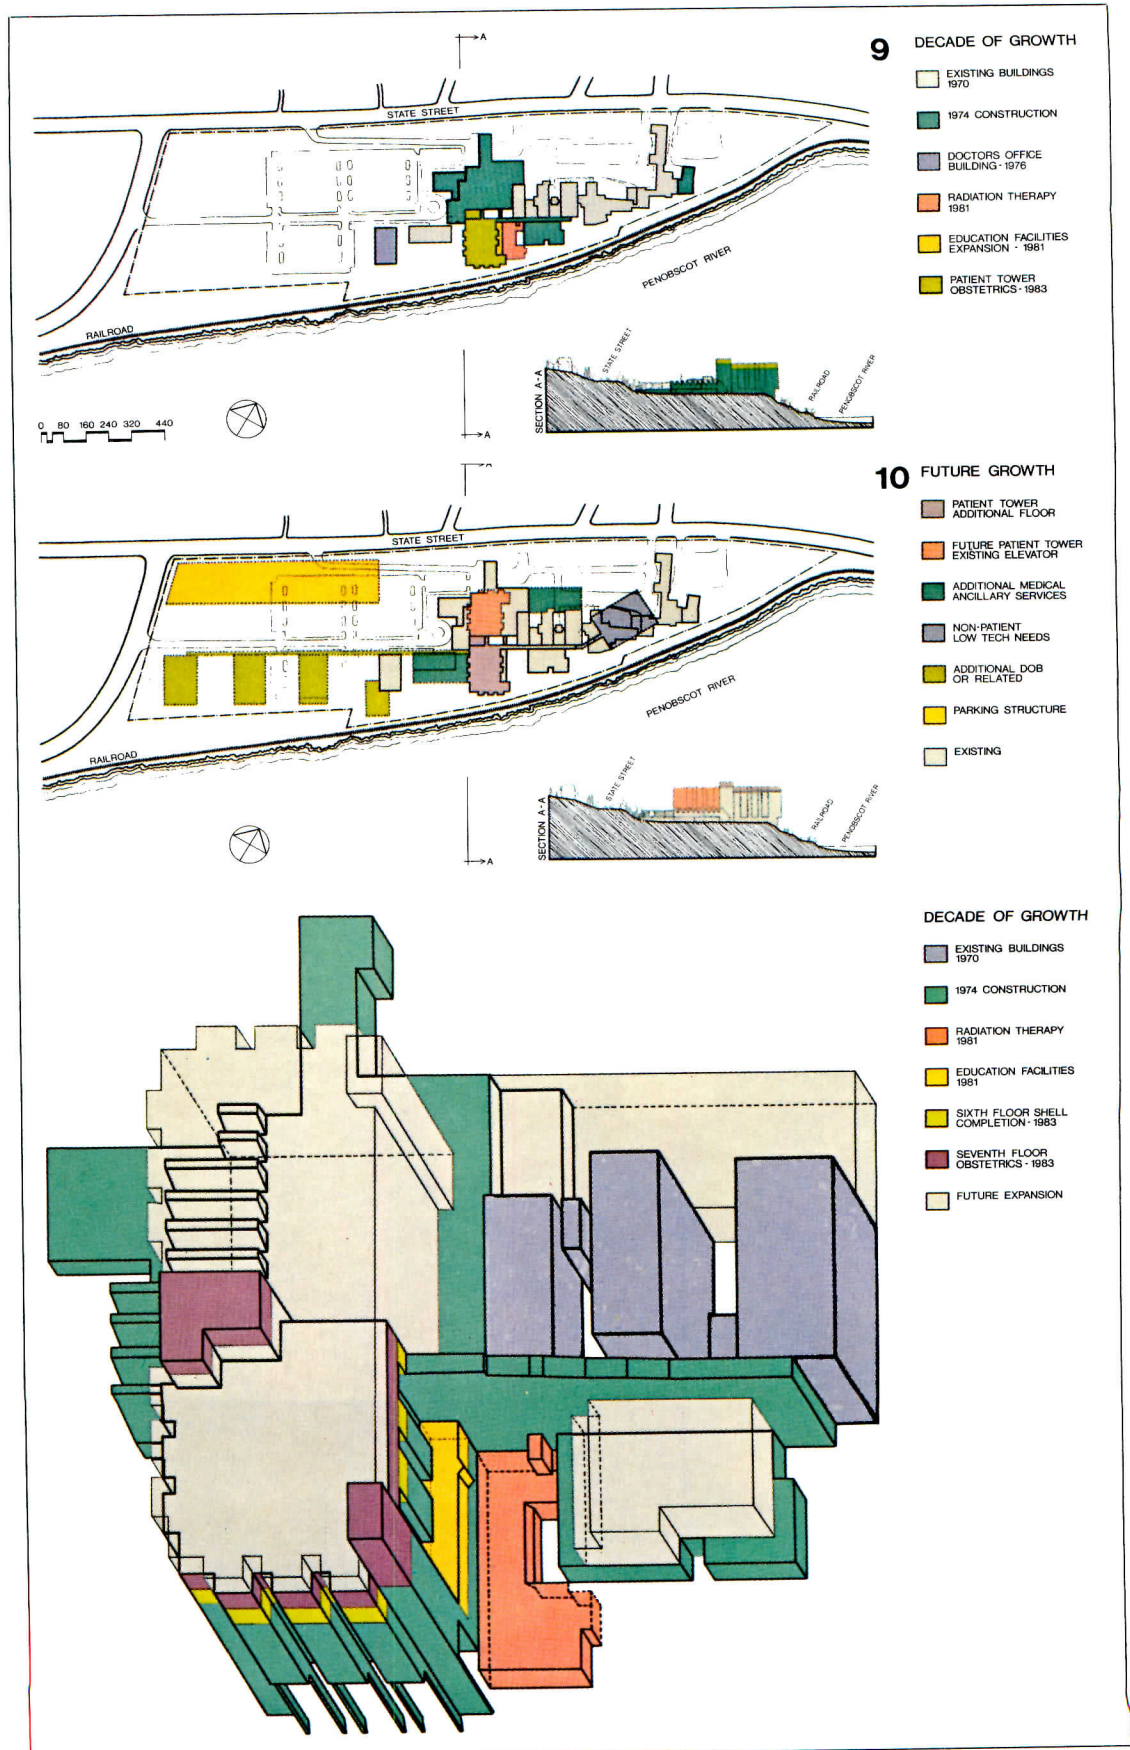 9
DECADE OF GROWTH
EXISTING BUILDINGS
1970
1974 CONSTRUCTION
DOCTORS OFFICE
BUILDING - 1976
RADIATION THERAPY
1981
EDUCATION FACILITIES
EXPANSION - 1981
PATIENT TOWER
OBSTETRICS - 1983
A
STATE STREET
PENOBSCOT RIVER
RAILROAD
A
0 80 160 240 320 440
SECTION A-A
STATE STREET
RAILROAD
PENOBSCOT RIVER
10
FUTURE GROWTH
PATIENT TOWER
ADDITIONAL FLOOR
FUTURE PATIENT TOWER
EXISTING ELEVATOR
ADDITIONAL MEDICAL
ANCILLARY SERVICES
NON-PATIENT
LOW TECH NEEDS
ADDITIONAL DOB
OR RELATED
PARKING STRUCTURE
EXISTING
A
STATE STREET
PENOBSCOT RIVER
RAILROAD
A
SECTION A-A
STATE STREET
RAILROAD
PENOBSCOT RIVER
DECADE OF GROWTH
EXISTING BUILDINGS
1970
1974 CONSTRUCTION
RADIATION THERAPY
1981
EDUCATION FACILITIES
1981
SIXTH FLOOR SHELL
COMPLETION - 1983
SEVENTH FLOOR
OBSTETRICS - 1983
FUTURE EXPANSION